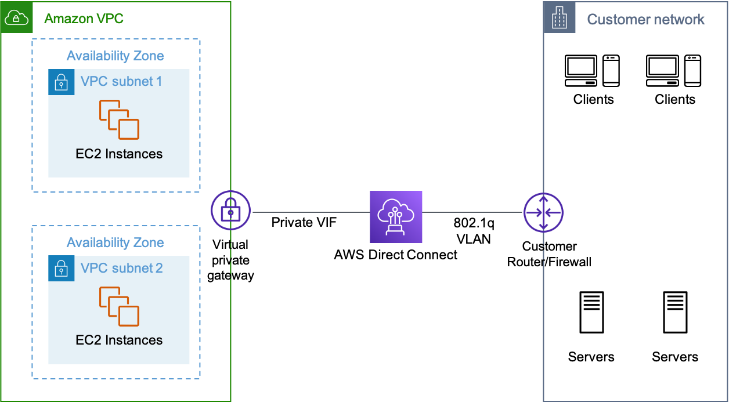 Amazon VPC
Availability Zone
VPC subnet 1
EC2 Instances
Availability Zone
VPC subnet 2
EC2 Instances
Virtual
private
gateway
Private VIF
AWS Direct Connect
802.1q
VLAN
Customer
Router/Firewall
Customer network
Clients
Clients
Servers
Servers